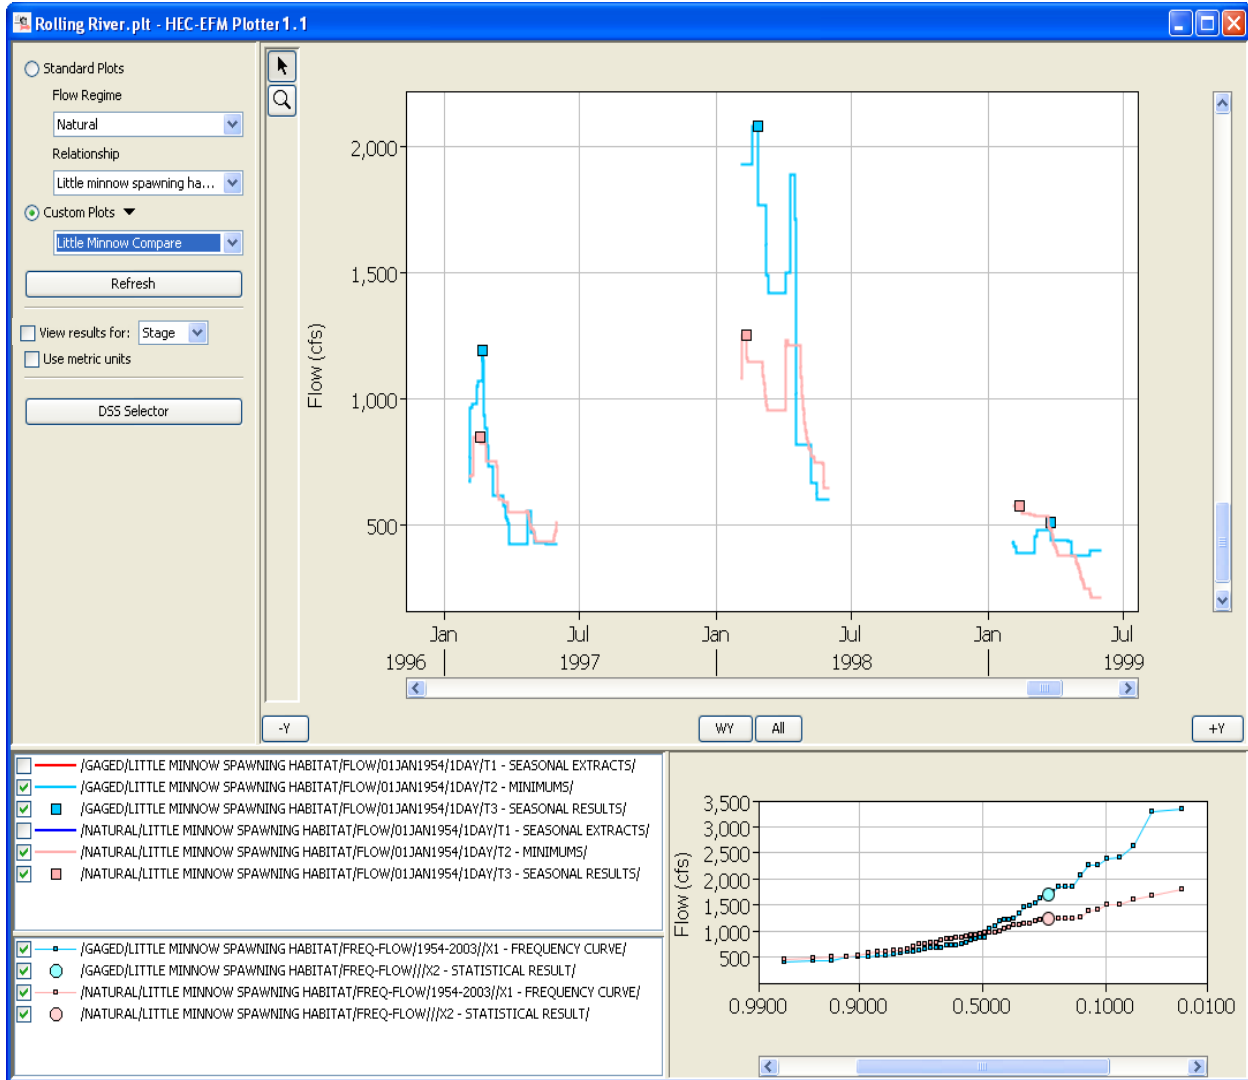 Rolling River.plt - HEC-EFM Plotter 1.1
Standard Plots
Flow Regime
Natural
Relationship
Little minnow spawning ha...
Custom Plots
Little Minnow Compare
Refresh
View results for: Stage
Use metric units
DSS Selector
Flow (cfs)
2,000
1,500
1,000
500
Jan Jul Jan Jul Jan Jul
1996 1997 1998 1999
-Y WY All +Y
/GAGED/LITTLE MINNOW SPAWNING HABITAT/FLOW/01JAN1954/1DAY/T1 - SEASONAL EXTRACTS/
/GAGED/LITTLE MINNOW SPAWNING HABITAT/FLOW/01JAN1954/1DAY/T2 - MINIMUMS/
/GAGED/LITTLE MINNOW SPAWNING HABITAT/FLOW/01JAN1954/1DAY/T3 - SEASONAL RESULTS/
/NATURAL/LITTLE MINNOW SPAWNING HABITAT/FLOW/01JAN1954/1DAY/T1 - SEASONAL EXTRACTS/
/NATURAL/LITTLE MINNOW SPAWNING HABITAT/FLOW/01JAN1954/1DAY/T2 - MINIMUMS/
/NATURAL/LITTLE MINNOW SPAWNING HABITAT/FLOW/01JAN1954/1DAY/T3 - SEASONAL RESULTS/
/GAGED/LITTLE MINNOW SPAWNING HABITAT/FREQ-FLOW/1954-2003//X1 - FREQUENCY CURVE/
/GAGED/LITTLE MINNOW SPAWNING HABITAT/FREQ-FLOW///X2 - STATISTICAL RESULT/
/NATURAL/LITTLE MINNOW SPAWNING HABITAT/FREQ-FLOW/1954-2003//X1 - FREQUENCY CURVE/
/NATURAL/LITTLE MINNOW SPAWNING HABITAT/FREQ-FLOW///X2 - STATISTICAL RESULT/
Flow (cfs)
3,500
3,000
2,500
2,000
1,500
1,000
500
0.9900 0.9000 0.5000 0.1000 0.0100